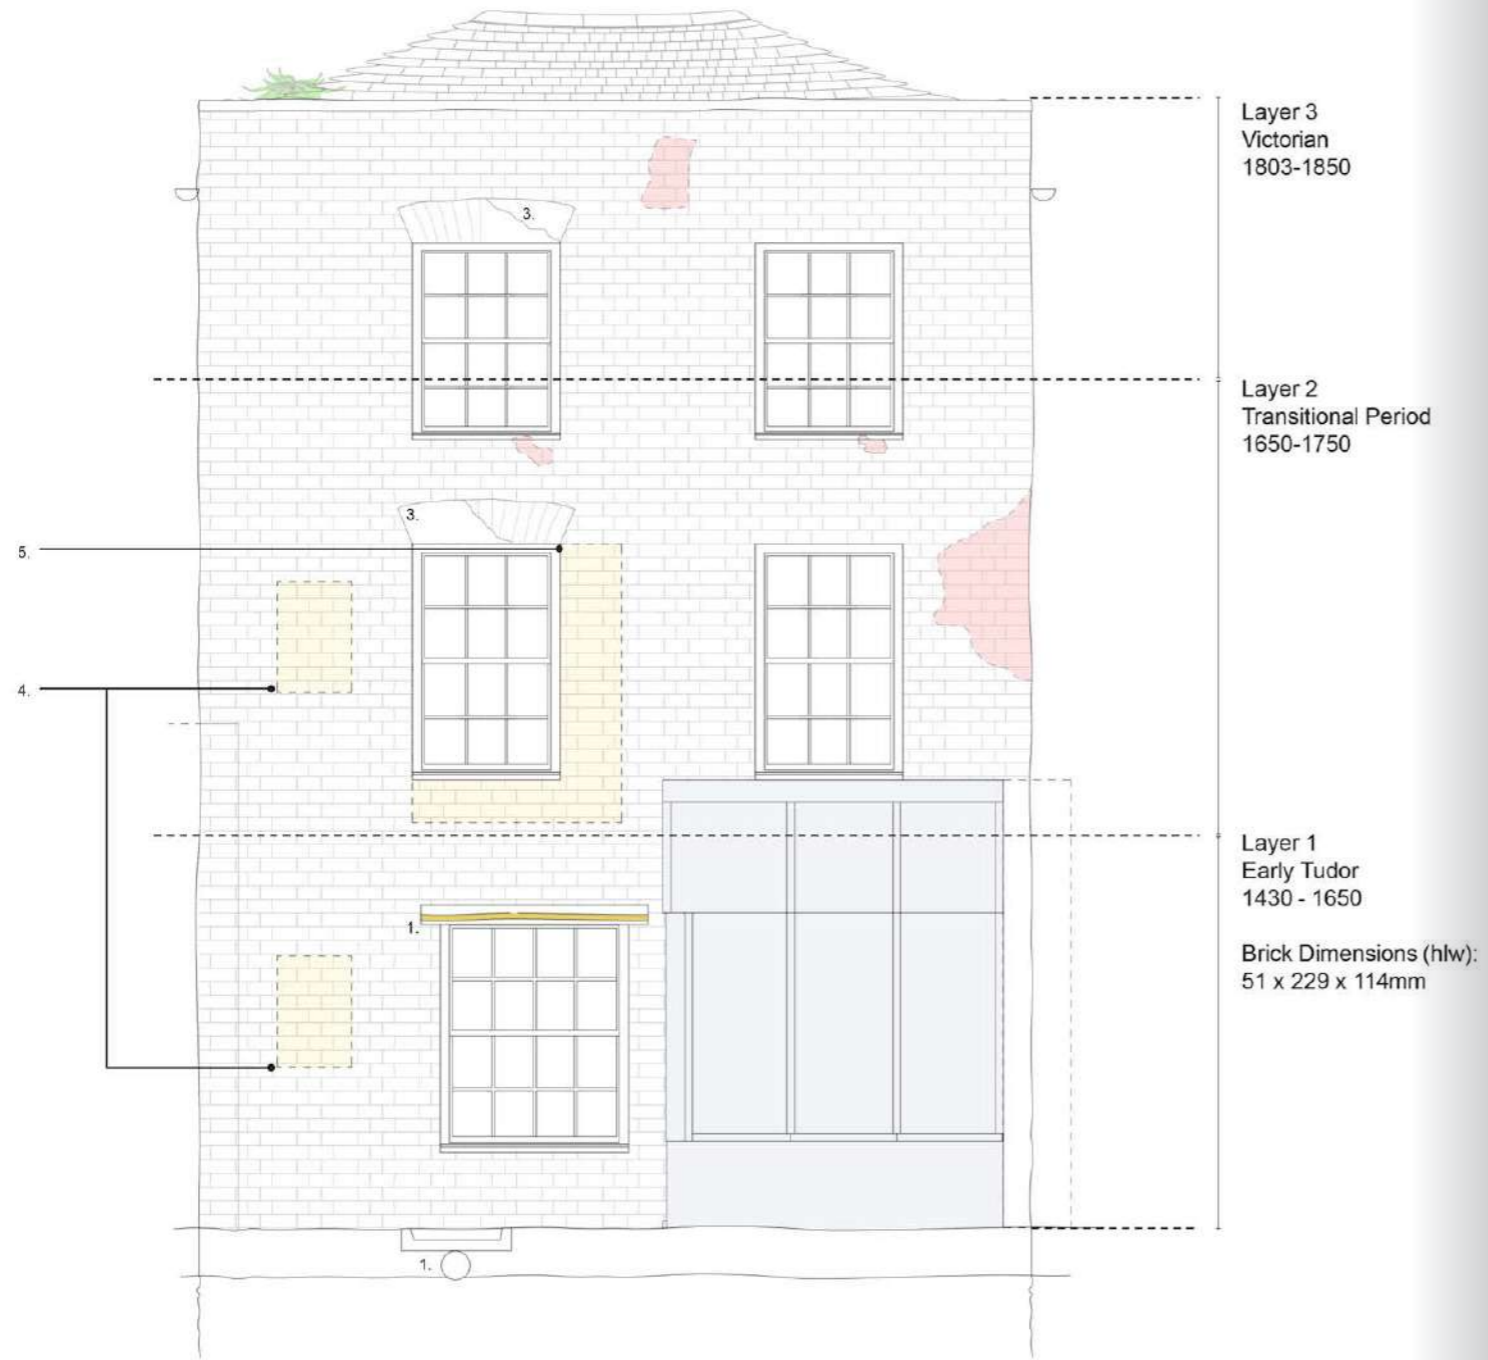 Layer 3
Victorian
1803-1850
3.
Layer 2
Transitional Period
1650-1750
3.
5.
4.
Layer 1
Early Tudor
1430 - 1650
1.
Brick Dimensions (hlw):
51 x 229 x 114mm
1.